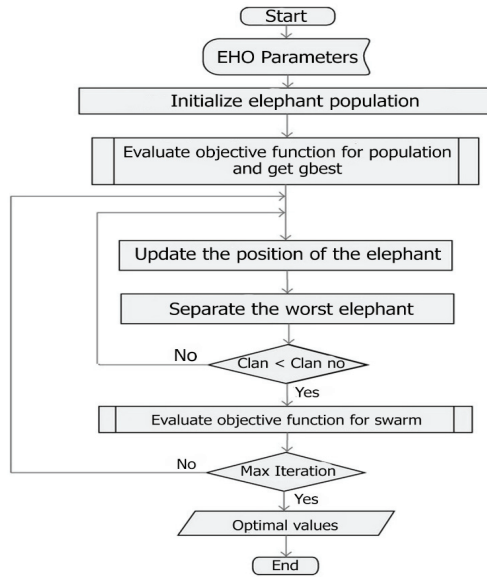 Start
EHO Parameters
Initialize elephant population
Evaluate objective function for population
and get gbest
Update the position of the elephant
Separate the worst elephant
No
Clan < Clan no
Yes
Evaluate objective function for swarm
No
Max Iteration
Yes
Optimal values
End